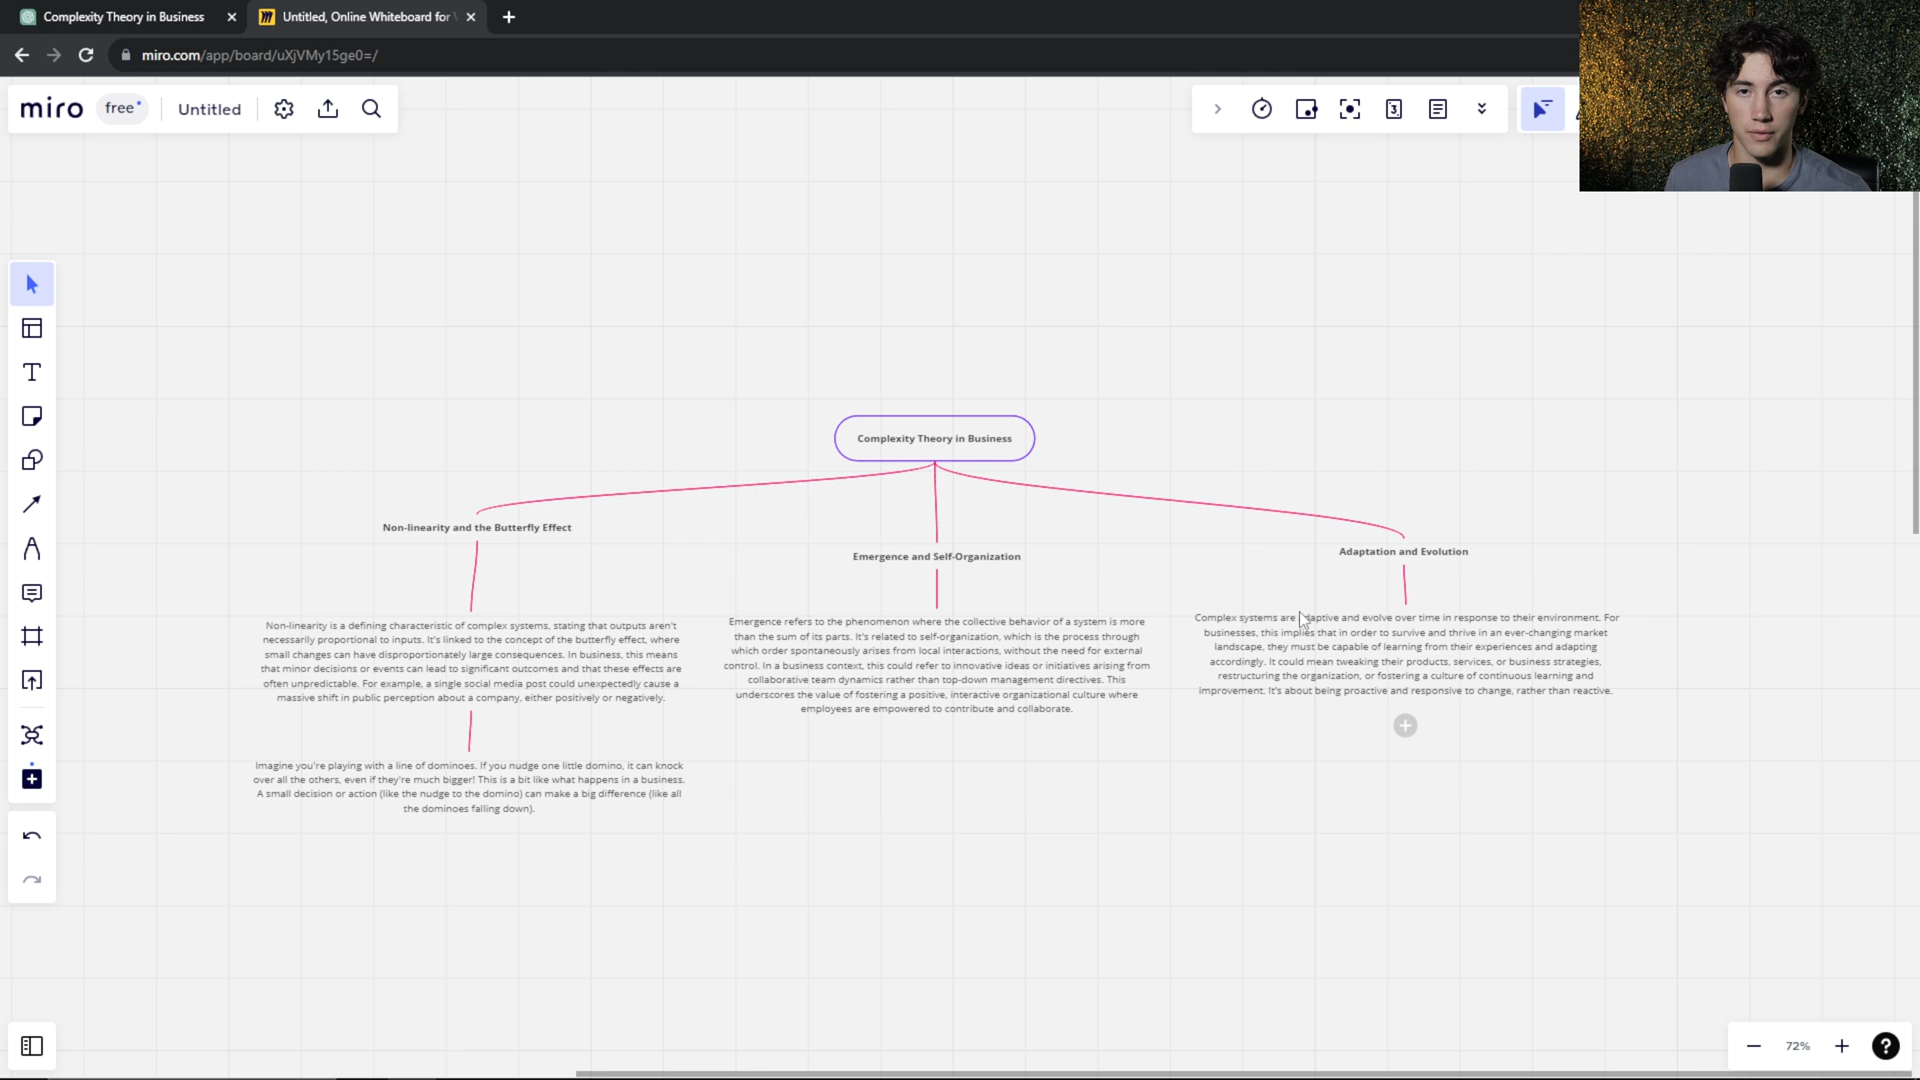 Complexity Theory in Business
Untitled, Online Whiteboard for
miro.com/app/board/uXjVMy15ge0=/
miro free Untitled
3
Complexity Theory in Business
Non-linearity and the Butterfly Effect
Non-linearity is a defining characteristic of complex systems, stating that outputs aren't
necessarily proportional to inputs. It's linked to the concept of the butterfly effect, where
small changes can have disproportionately large consequences. In business, this means
that minor decisions or events can lead to significant outcomes and that these effects are
often unpredictable. For example, a single social media post could unexpectedly cause a
massive shift in public perception about a company, either positively or negatively.
Imagine you're playing with a line of dominoes. If you nudge one little domino, it can knock
over all the others, even if they're much bigger! This is a bit like what happens in a business.
A small decision or action (like the nudge to the domino) can make a big difference (like all
the dominoes falling down).
Emergence and Self-Organization
Emergence refers to the phenomenon where the collective behavior of a system is more
than the sum of its parts. It's related to self-organization, which is the process through
which order spontaneously arises from local interactions, without the need for external
control. In a business context, this could refer to innovative ideas or initiatives arising from
collaborative team dynamics rather than top-down management directives. This
underscores the value of fostering a positive, interactive organizational culture where
employees are empowered to contribute and collaborate.
Adaptation and Evolution
Complex systems are adaptive and evolve over time in response to their environment. For
businesses, this implies that in order to survive and thrive in an ever-changing market
landscape, they must be capable of learning from their experiences and adapting
accordingly. It could mean tweaking their products, services, or business strategies,
restructuring the organization, or fostering a culture of continuous learning and
improvement. It's about being proactive and responsive to change, rather than reactive.
72%